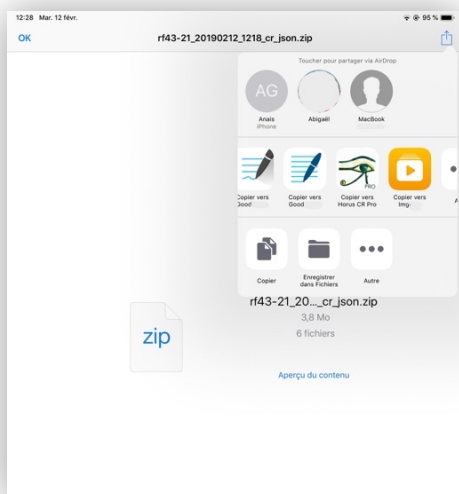 12:28 Mar. 12 févr.
95 %
OK
rf43-21_20190212_1218_cr_json.zip
Toucher pour partager via AirDrop
AG
Anaïs
iPhone
Abigaël
MacBook
Copier vers
Good
Copier vers
Good
PRO
Copier vers
Horus CR Pro
Copier vers
Img-
Copier
Enregistrer
dans Fichiers
Autre
rf43-21_20..._cr_json.zip
3,8 Mo
6 fichiers
zip
Aperçu du contenu